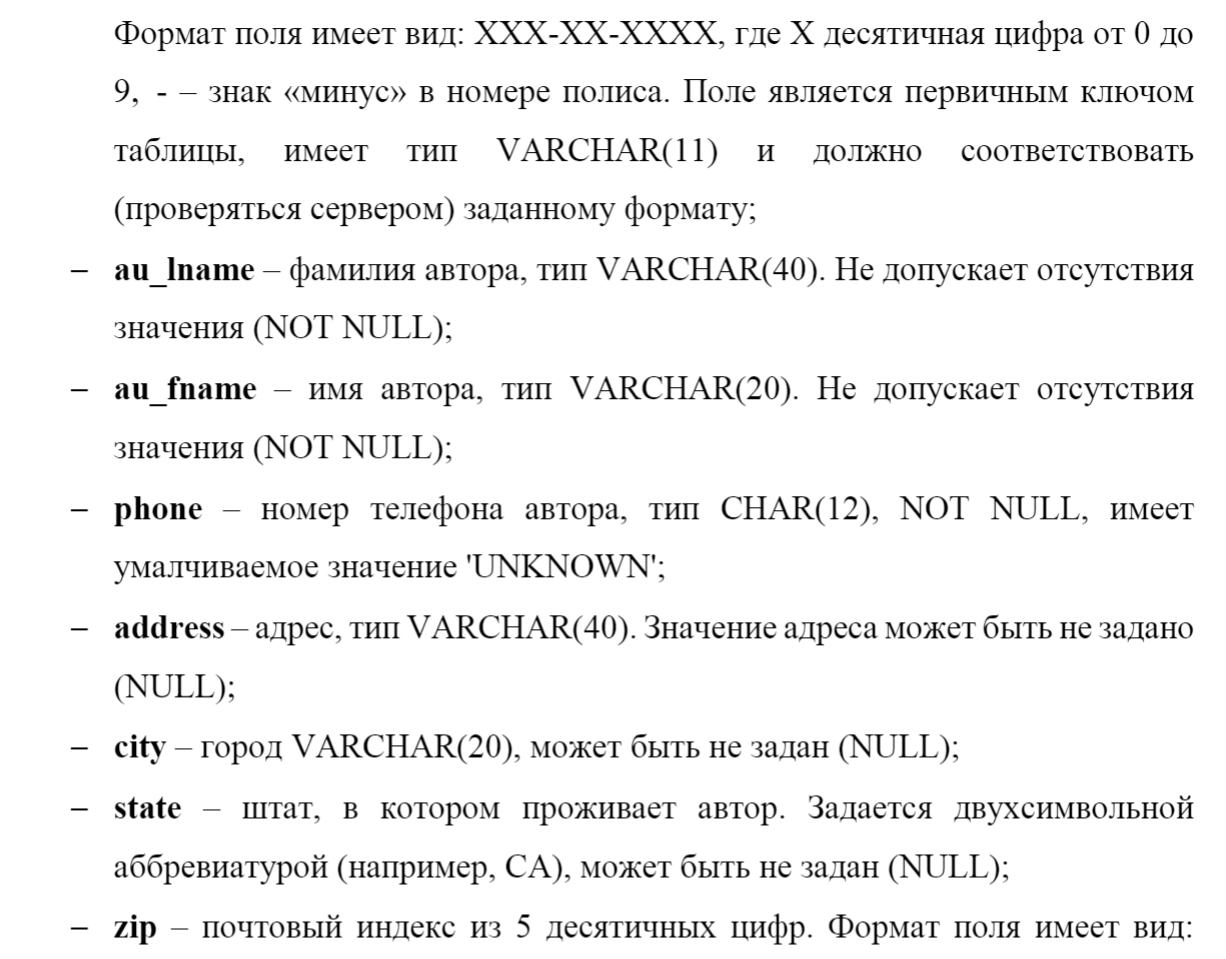 Формат поля имеет вид: XXX-XX-XXXX, где X десятичная цифра от 0 до
9, - – знак «минус» в номере полиса. Поле является первичным ключом
таблицы, имеет тип VARCHAR(11) и должно соответствовать
(проверяться сервером) заданному формату;
– au_lname – фамилия автора, тип VARCHAR(40). Не допускает отсутствия
значения (NOT NULL);
– au_fname – имя автора, тип VARCHAR(20). Не допускает отсутствия
значения (NOT NULL);
– phone – номер телефона автора, тип CHAR(12), NOT NULL, имеет
умалчиваемое значение 'UNKNOWN';
– address – адрес, тип VARCHAR(40). Значение адреса может быть не задано
(NULL);
– city – город VARCHAR(20), может быть не задан (NULL);
– state – штат, в котором проживает автор. Задается двухсимвольной
аббревиатурой (например, CA), может быть не задан (NULL);
– zip – почтовый индекс из 5 десятичных цифр. Формат поля имеет вид: